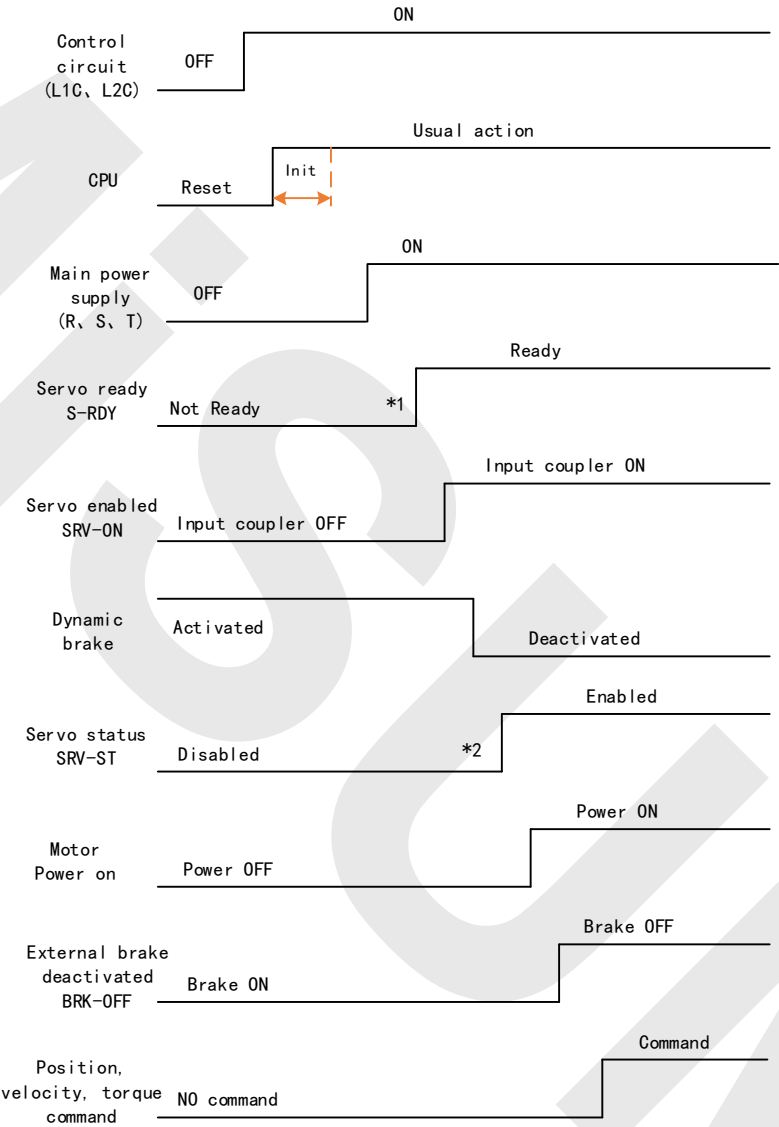 ON
Control
circuit
(L1C、L2C)
OFF
Usual action
CPU
Reset
Init
ON
Main power
supply
(R、S、T)
OFF
Ready
Servo ready
S-RDY
Not Ready
*1
Input coupler ON
Servo enabled
SRV-ON
Input coupler OFF
Dynamic
brake
Activated
Deactivated
Enabled
Servo status
SRV-ST
Disabled
*2
Power ON
Motor
Power on
Power OFF
Brake OFF
External brake
deactivated
BRK-OFF
Brake ON
Command
Position,
velocity, torque
command
NO command